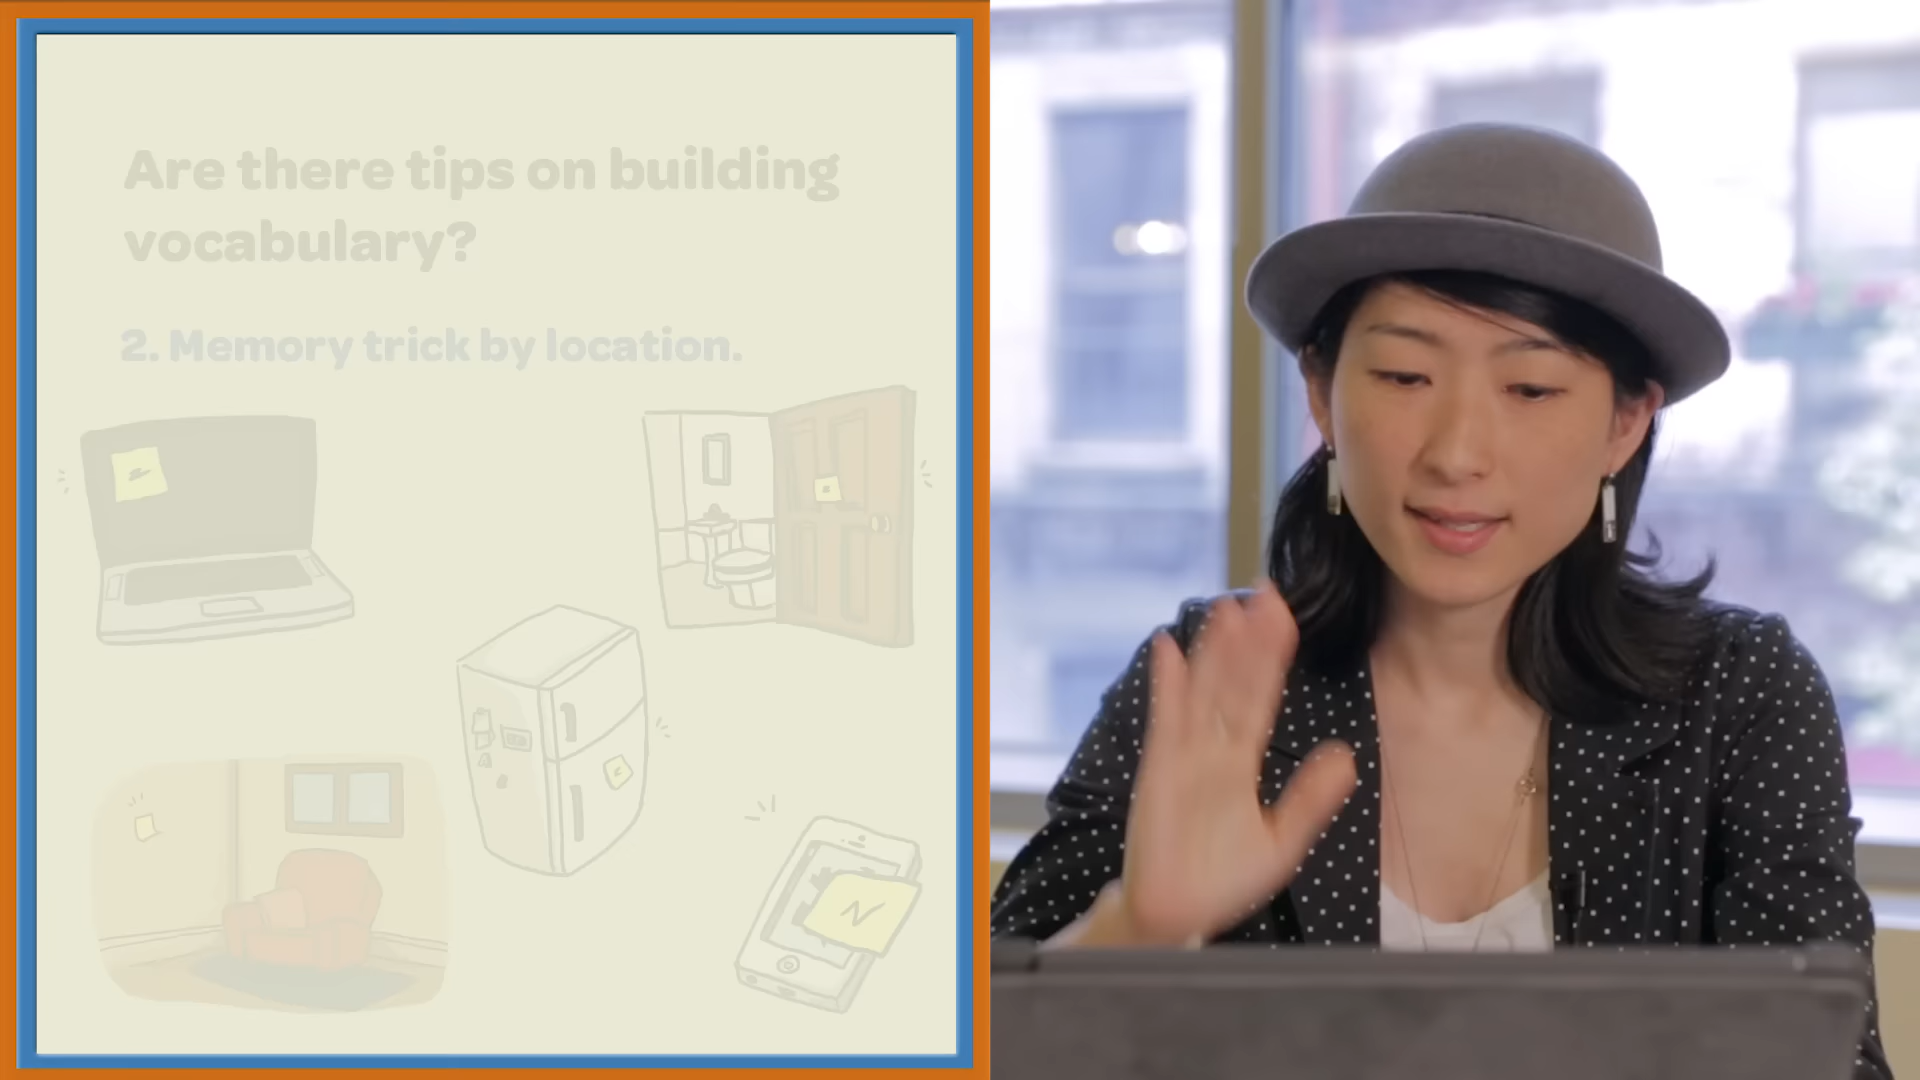 Are there tips on building
vocabulary?
2. Memory trick by location.